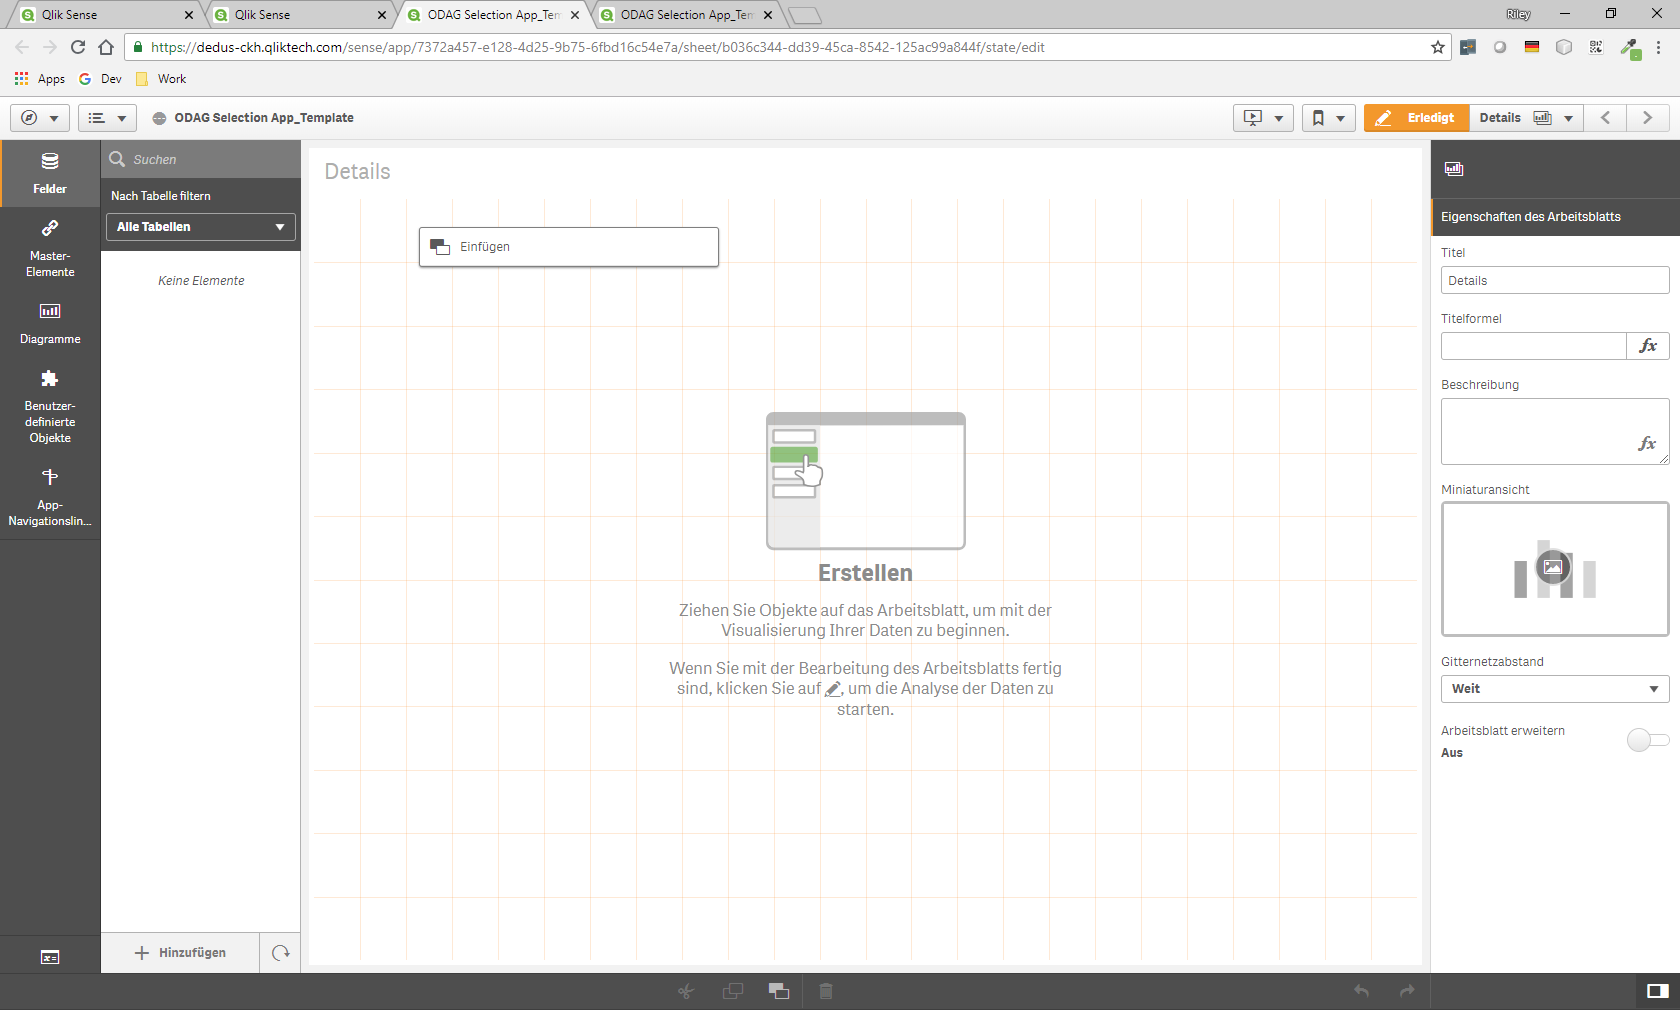 Qlik Sense
Qlik Sense
ODAG Selection App_Tem
ODAG Selection App_Tem
Riley
https://dedus-ckh.qliktech.com/sense/app/7372a457-e128-4d25-9b75-6fbd16c54e7a/sheet/b036c344-dd39-45ca-8542-125ac99a844f/state/edit
Apps
Dev
Work
ODAG Selection App_Template
Erledigt
Details
Felder
Master-
Elemente
Diagramme
Benutzer-
definierte
Objekte
App-
Navigationslin...
Suchen
Nach Tabelle filtern
Alle Tabellen
Keine Elemente
Hinzufügen
Details
Einfügen
Erstellen
Ziehen Sie Objekte auf das Arbeitsblatt, um mit der
Visualisierung Ihrer Daten zu beginnen.
Wenn Sie mit der Bearbeitung des Arbeitsblatts fertig
sind, klicken Sie auf , um die Analyse der Daten zu
starten.
Eigenschaften des Arbeitsblatts
Titel
Details
Titelformel
fx
Beschreibung
fx
Miniaturansicht
Gitternetzabstand
Weit
Arbeitsblatt erweitern
Aus